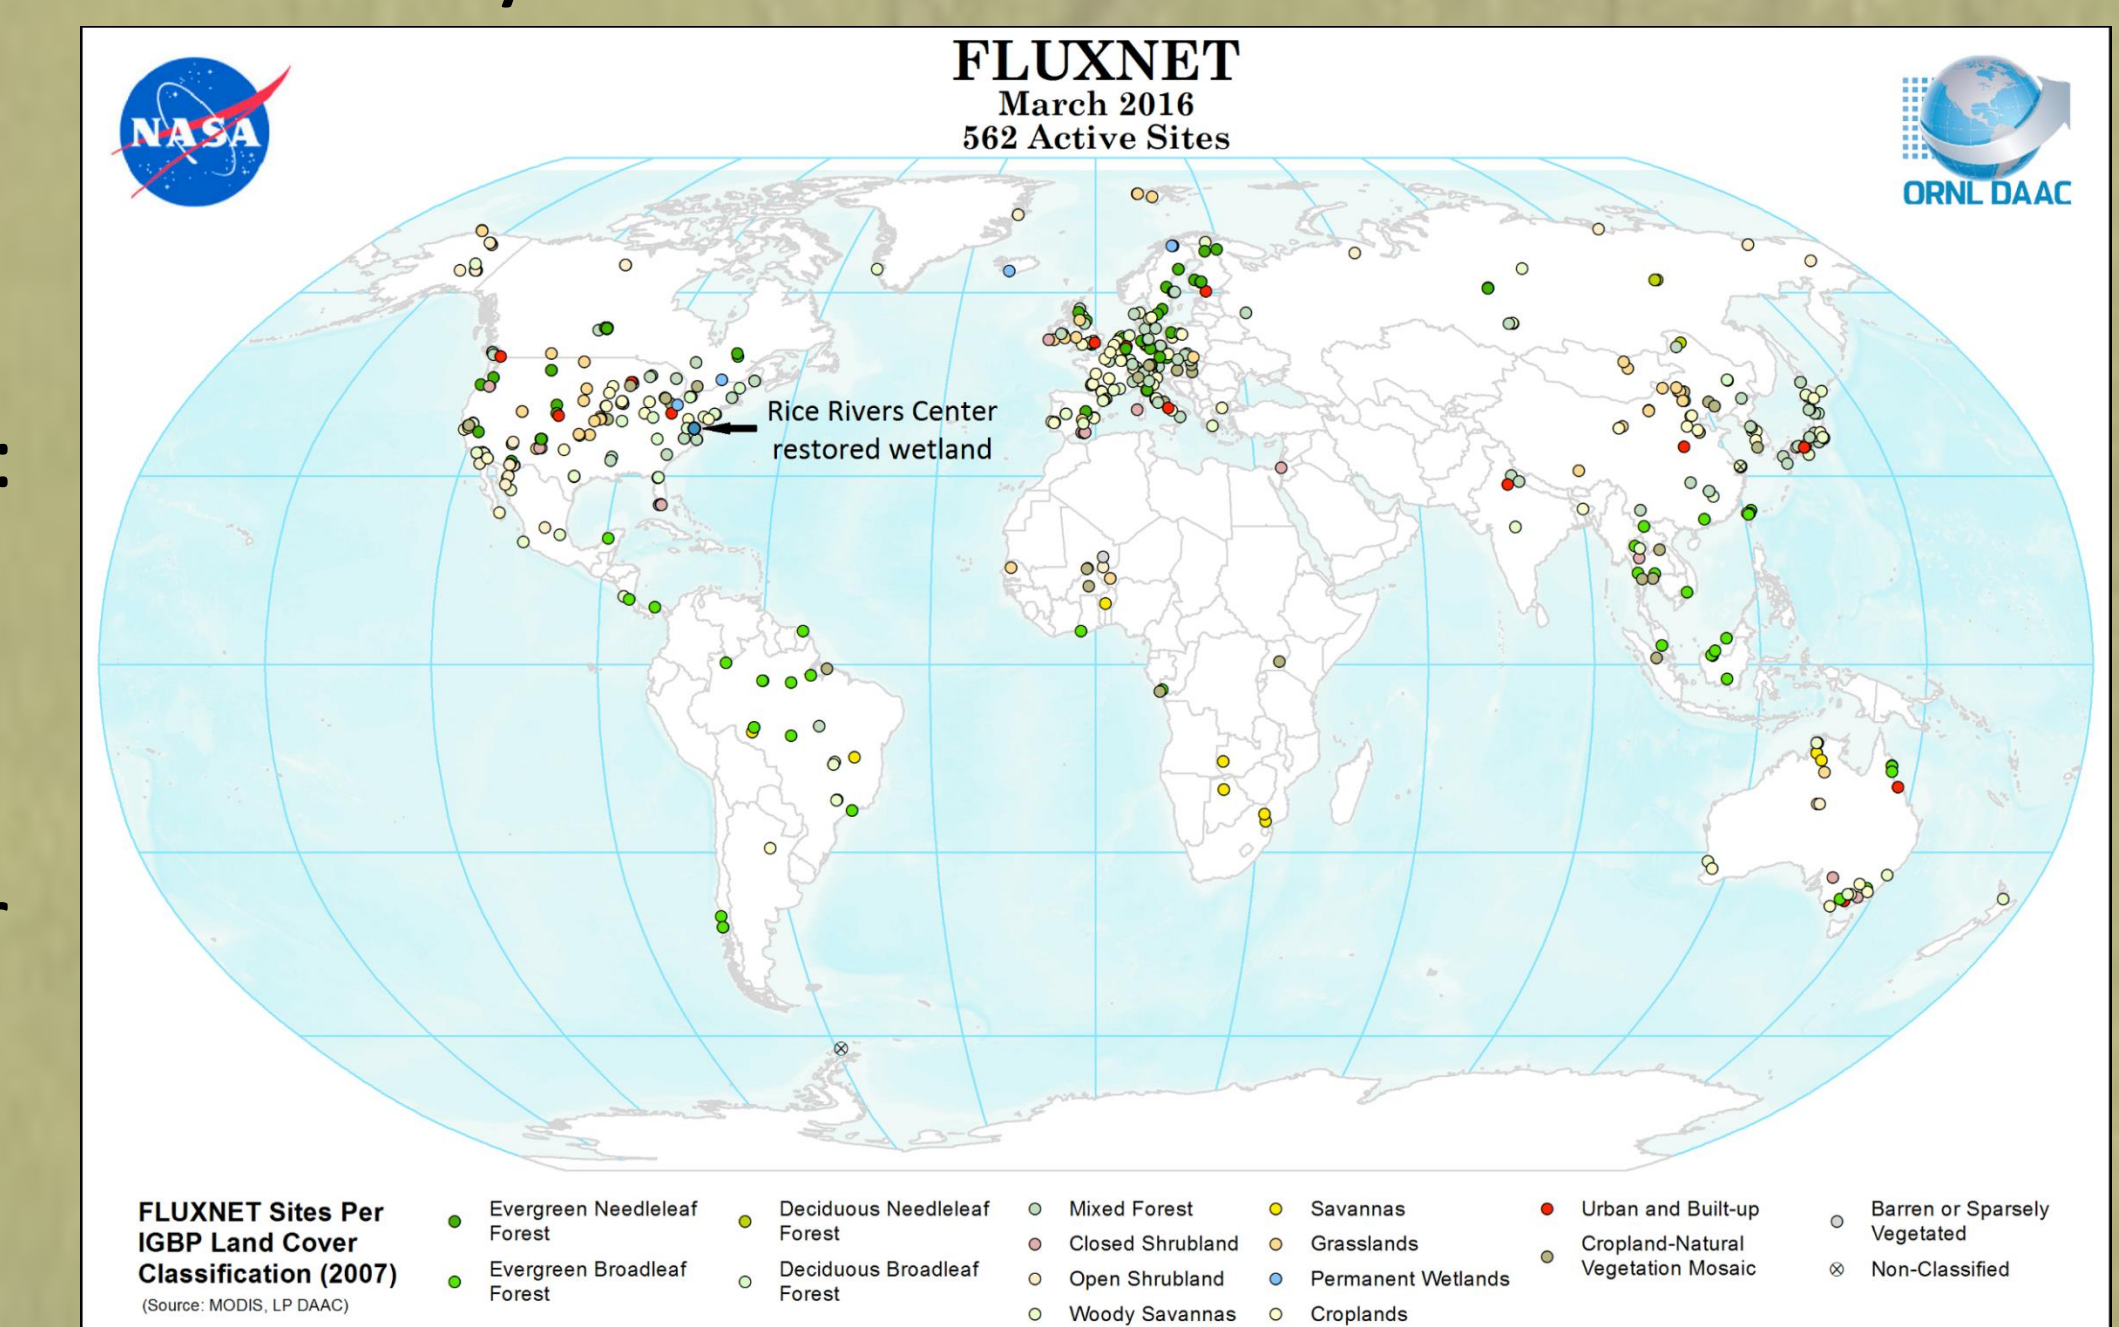 FLUXNET
March 2016
562 Active Sites
NASA
ORNL DAAC
Rice Rivers Center
restored wetland
FLUXNET Sites Per
IGBP Land Cover
Classification (2007)
(Source: MODIS, LP DAAC)
Evergreen Needleleaf
Forest
Evergreen Broadleaf
Forest
Deciduous Needleleaf
Forest
Deciduous Broadleaf
Forest
Mixed Forest
Closed Shrubland
Open Shrubland
Woody Savannas
Savannas
Grasslands
Permanent Wetlands
Croplands
Urban and Built-up
Cropland-Natural
Vegetation Mosaic
Barren or Sparsely
Vegetated
Non-Classified